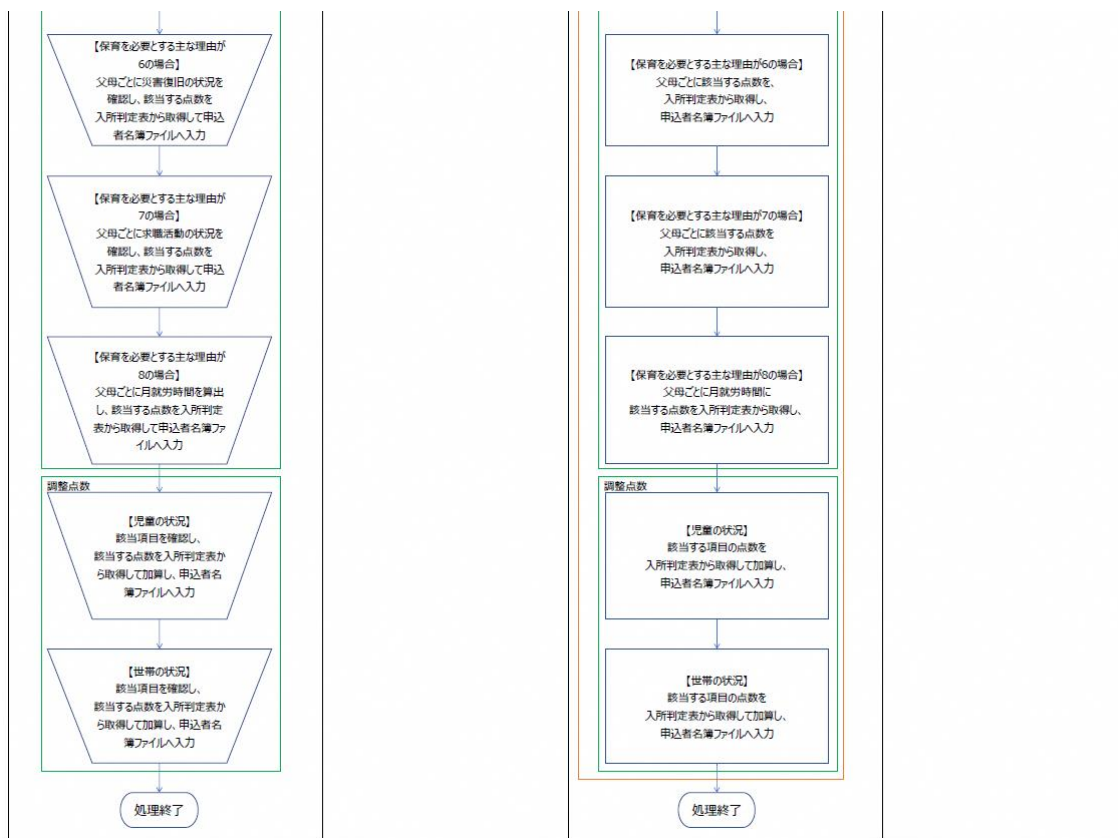 【保育を必要とする主な理由が
6の場合】
父母ごとに災害復旧の状況を
確認し、該当する点数を
入所判定表から取得して申込
者名簿ファイルへ入力
【保育を必要とする主な理由が
7の場合】
父母ごとに求職活動の状況を
確認し、該当する点数を
入所判定表から取得して申込
者名簿ファイルへ入力
【保育を必要とする主な理由が
8の場合】
父母ごとに月就労時間を算出
し、該当する点数を入所判定
表から取得して申込者名簿ファ
イルへ入力
調整点数
【児童の状況】
該当項目を確認し、
該当する点数を入所判定表か
ら取得して加算し、申込者名
簿ファイルへ入力
【世帯の状況】
該当項目を確認し、
該当する点数を入所判定表か
ら取得して加算し、申込者名
簿ファイルへ入力
処理終了
【保育を必要とする主な理由が6の場合】
父母ごとに該当する点数を、
入所判定表から取得し、
申込者名簿ファイルへ入力
【保育を必要とする主な理由が7の場合】
父母ごとに該当する点数を
入所判定表から取得し、
申込者名簿ファイルへ入力
【保育を必要とする主な理由が8の場合】
父母ごとに月就労時間に
該当する点数を入所判定表から取得し、
申込者名簿ファイルへ入力
調整点数
【児童の状況】
該当する項目の点数を
入所判定表から取得して加算し、
申込者名簿ファイルへ入力
【世帯の状況】
該当する項目の点数を
入所判定表から取得して加算し、
申込者名簿ファイルへ入力
処理終了